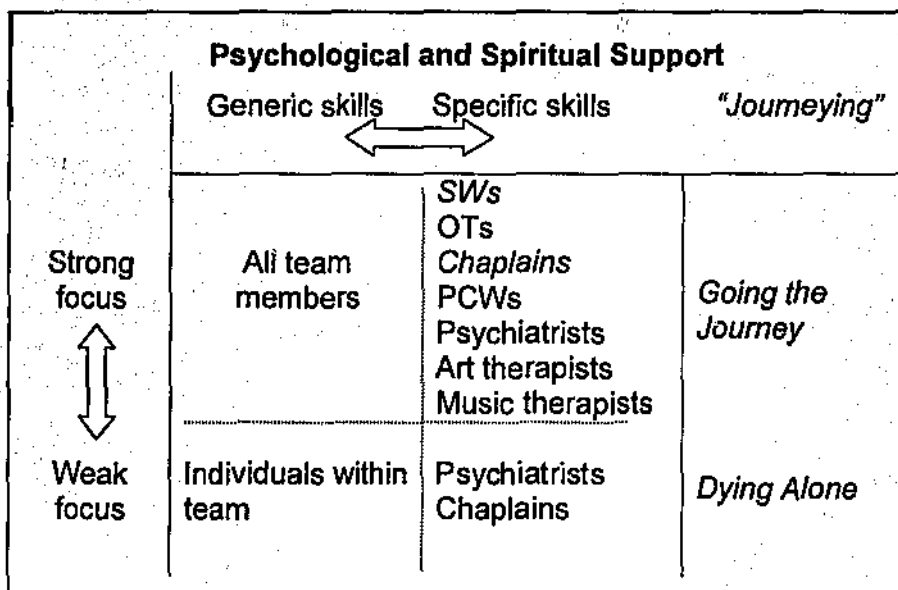 Psychological and Spiritual Support
Generic skills Specific skills "Journeying"
Strong focus
All team members
SWs
OTs
Chaplains
PCWs
Psychiatrists
Art therapists
Music therapists
Going the Journey
Weak focus
Individuals within team
Psychiatrists
Chaplains
Dying Alone